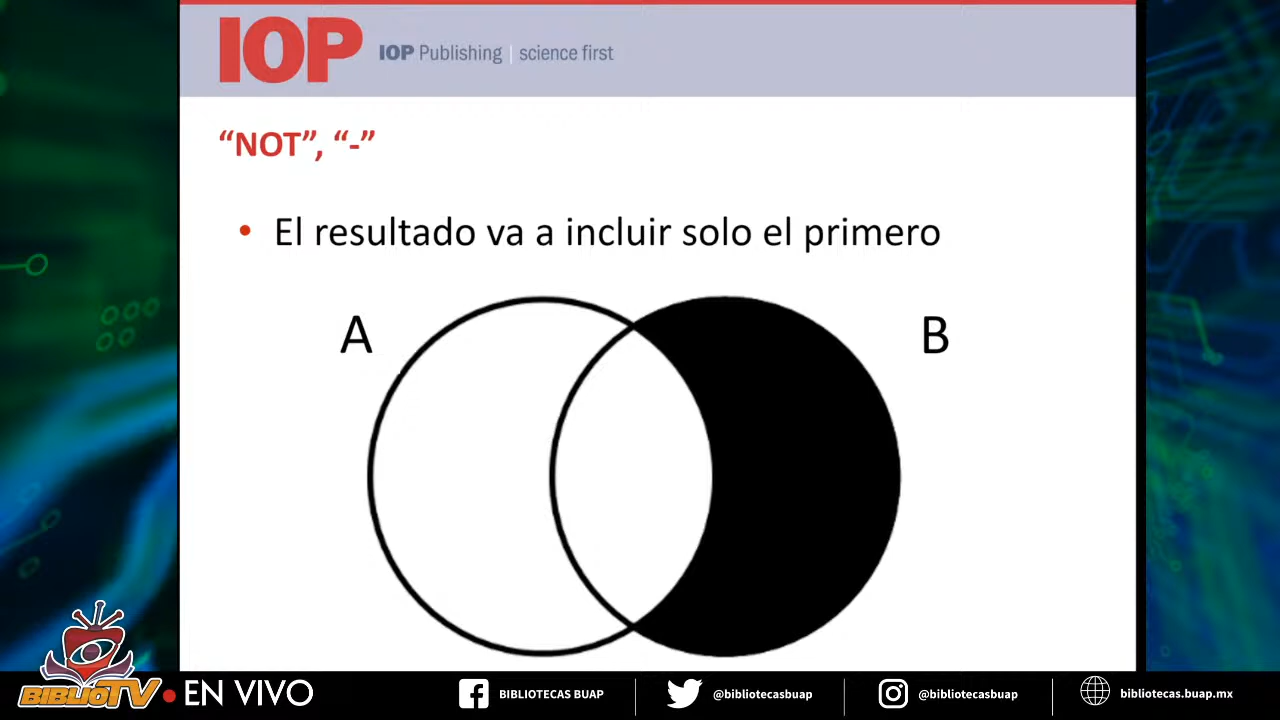 IOP IOP Publishing | science first
“NOT”, “-”
• El resultado va a incluir solo el primero
A
B
BIBLIOTV • EN VIVO
BIBLIOTECAS BUAP
@bibliotecasbuap
@bibliotecasbuap
bibliotecas.buap.mx